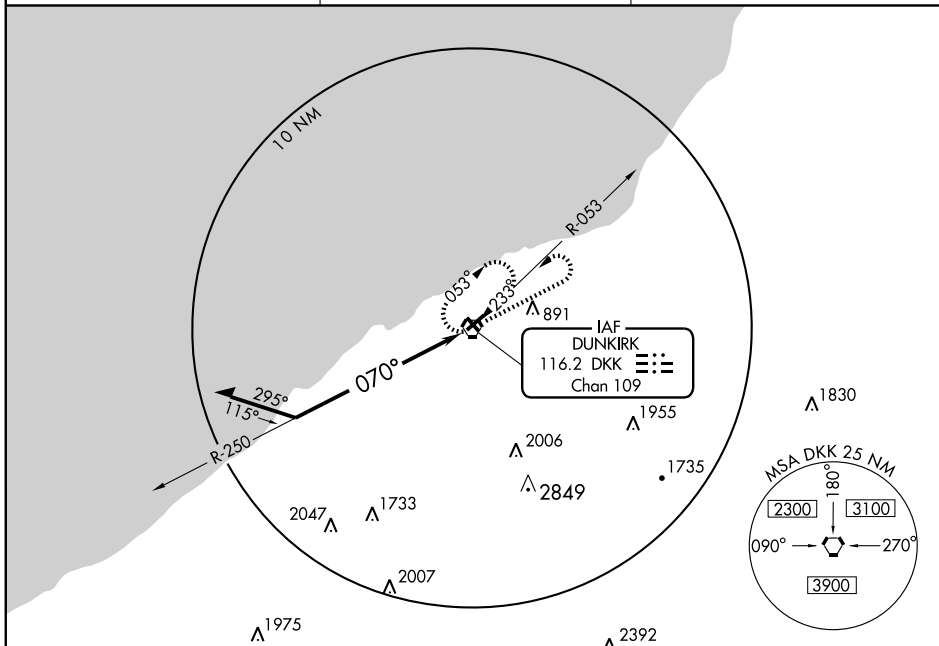 10 NM
R-053
053°
233°
891
IAF
DUNKIRK
116.2 DKK
Chan 109
070°
295°
115°
R-250
1830
1955
2006
1735
2849
MSA DKK 25 NM
180°
2300
3100
090°
270°
3900
2047
1733
2007
1975
2392